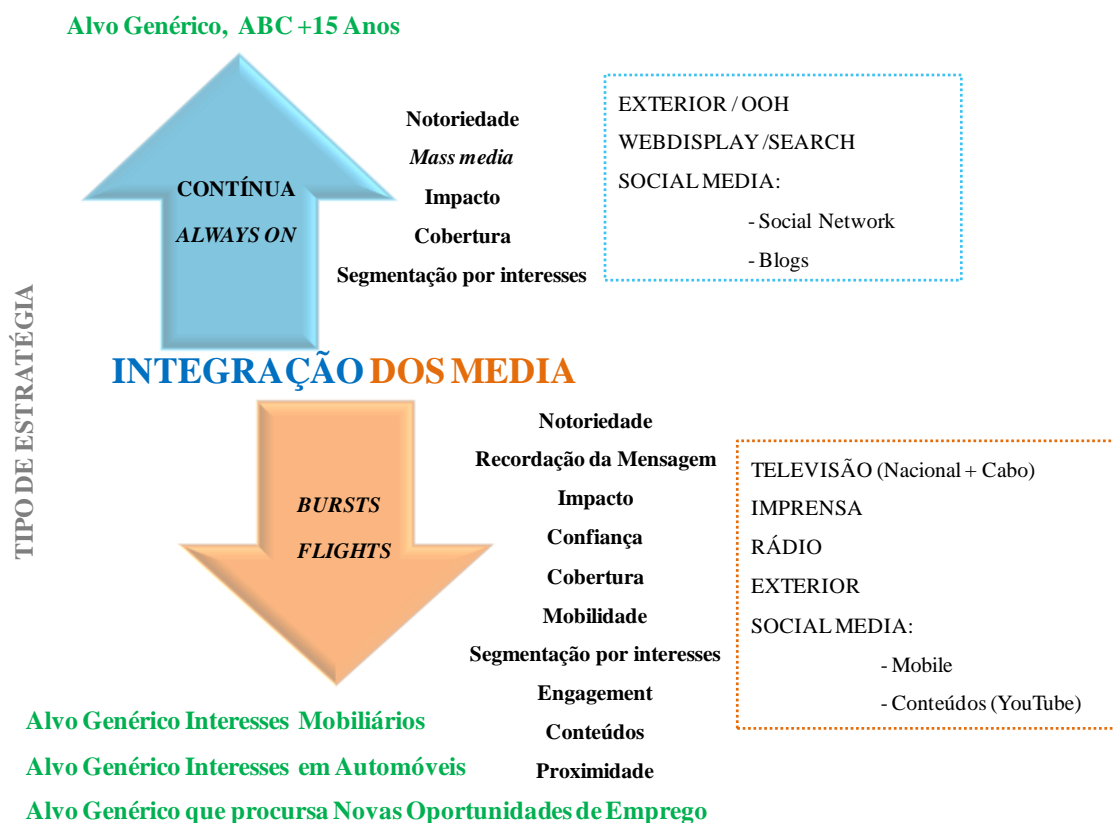 Alvo Genérico, ABC +15 Anos
CONTÍNUA
ALWAYS ON
Notoriedade
Mass media
Impacto
Cobertura
Segmentação por interesses
EXTERIOR / OOH
WEBDISPLAY /SEARCH
SOCIAL MEDIA:
- Social Network
- Blogs
TIPO DE ESTRATÉGIA
INTEGRAÇÃO DOS MEDIA
BURSTS
FLIGHTS
Notoriedade
Recordação da Mensagem
Impacto
Confiança
Cobertura
Mobilidade
Segmentação por interesses
Engagement
Conteúdos
Proximidade
TELEVISÃO (Nacional + Cabo)
IMPRENSA
RÁDIO
EXTERIOR
SOCIAL MEDIA:
- Mobile
- Conteúdos (YouTube)
Alvo Genérico Interesses Mobiliários
Alvo Genérico Interesses em Automóveis
Alvo Genérico que procursa Novas Oportunidades de Emprego